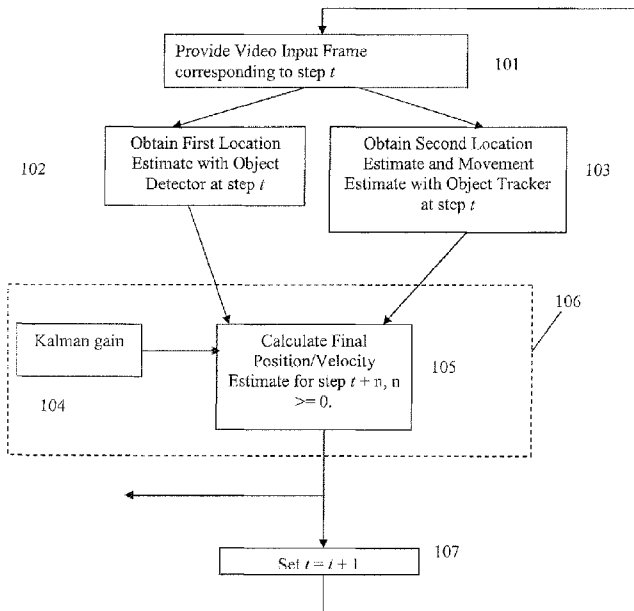 Provide Video Input Frame
corresponding to step t
101
Obtain First Location
Estimate with Object
Detector at step t
102
Obtain Second Location
Estimate and Movement
Estimate with Object Tracker
at step t
103
106
Kalman gain
104
Calculate Final
Position/Velocity
Estimate for step t + n, n
>= 0.
105
Set t = i + 1
107